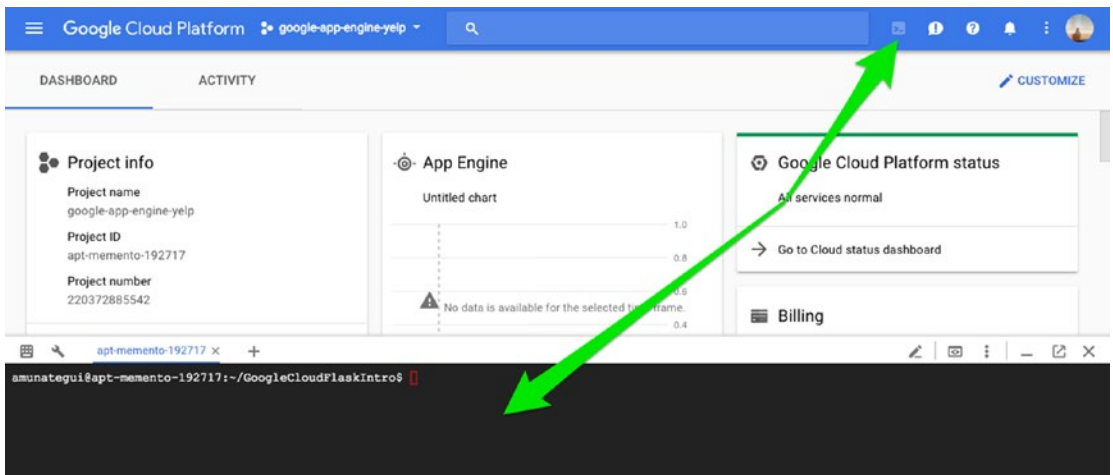 Google Cloud Platform google-app-engine-yelp
DASHBOARD ACTIVITY CUSTOMIZE
Project info
Project name
google-app-engine-yelp
Project ID
apt-memento-192717
Project number
220372885542
App Engine
Untitled chart
1.0
0.8
0.6
No data is available for the selected time frame.
0.4
Google Cloud Platform status
All services normal
Go to Cloud status dashboard
Billing
apt-memento-192717
amunategui@apt-memento-192717:~/GoogleCloudFlaskIntro$